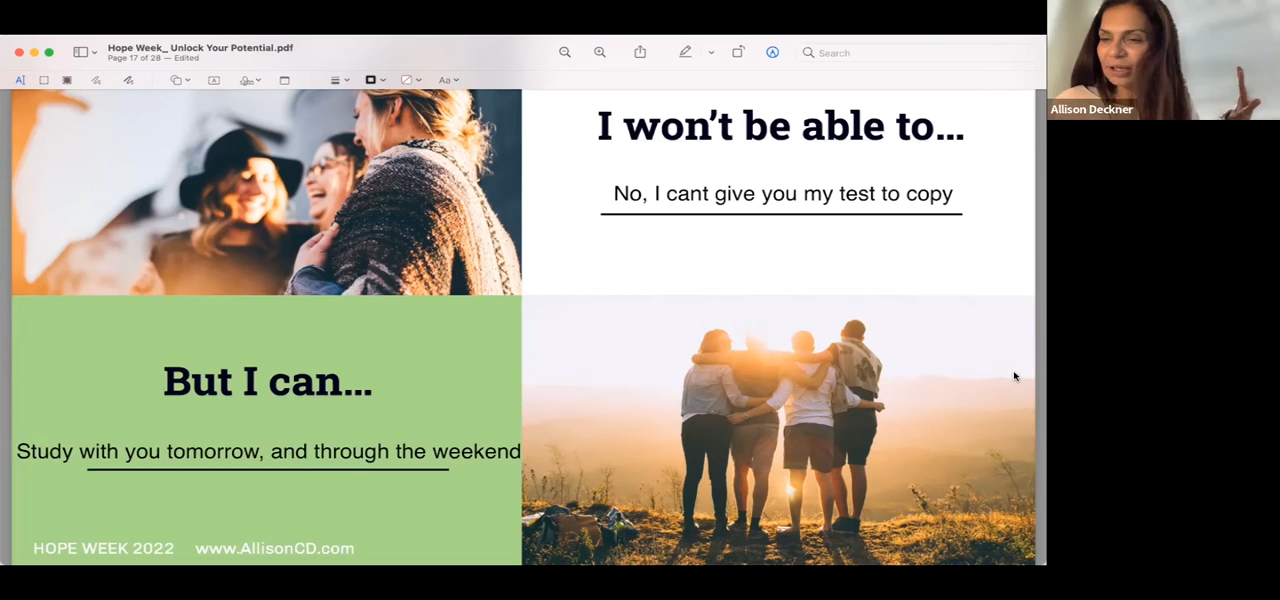 Hope Week_ Unlock Your Potential.pdf
Page 17 of 28 — Edited
Search
Aa
Allison Deckner
I won't be able to...
No, I cant give you my test to copy
But I can...
Study with you tomorrow, and through the weekend
HOPE WEEK 2022 www.AllisonCD.com